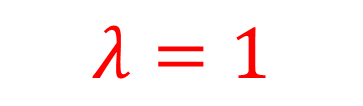 λ = 1